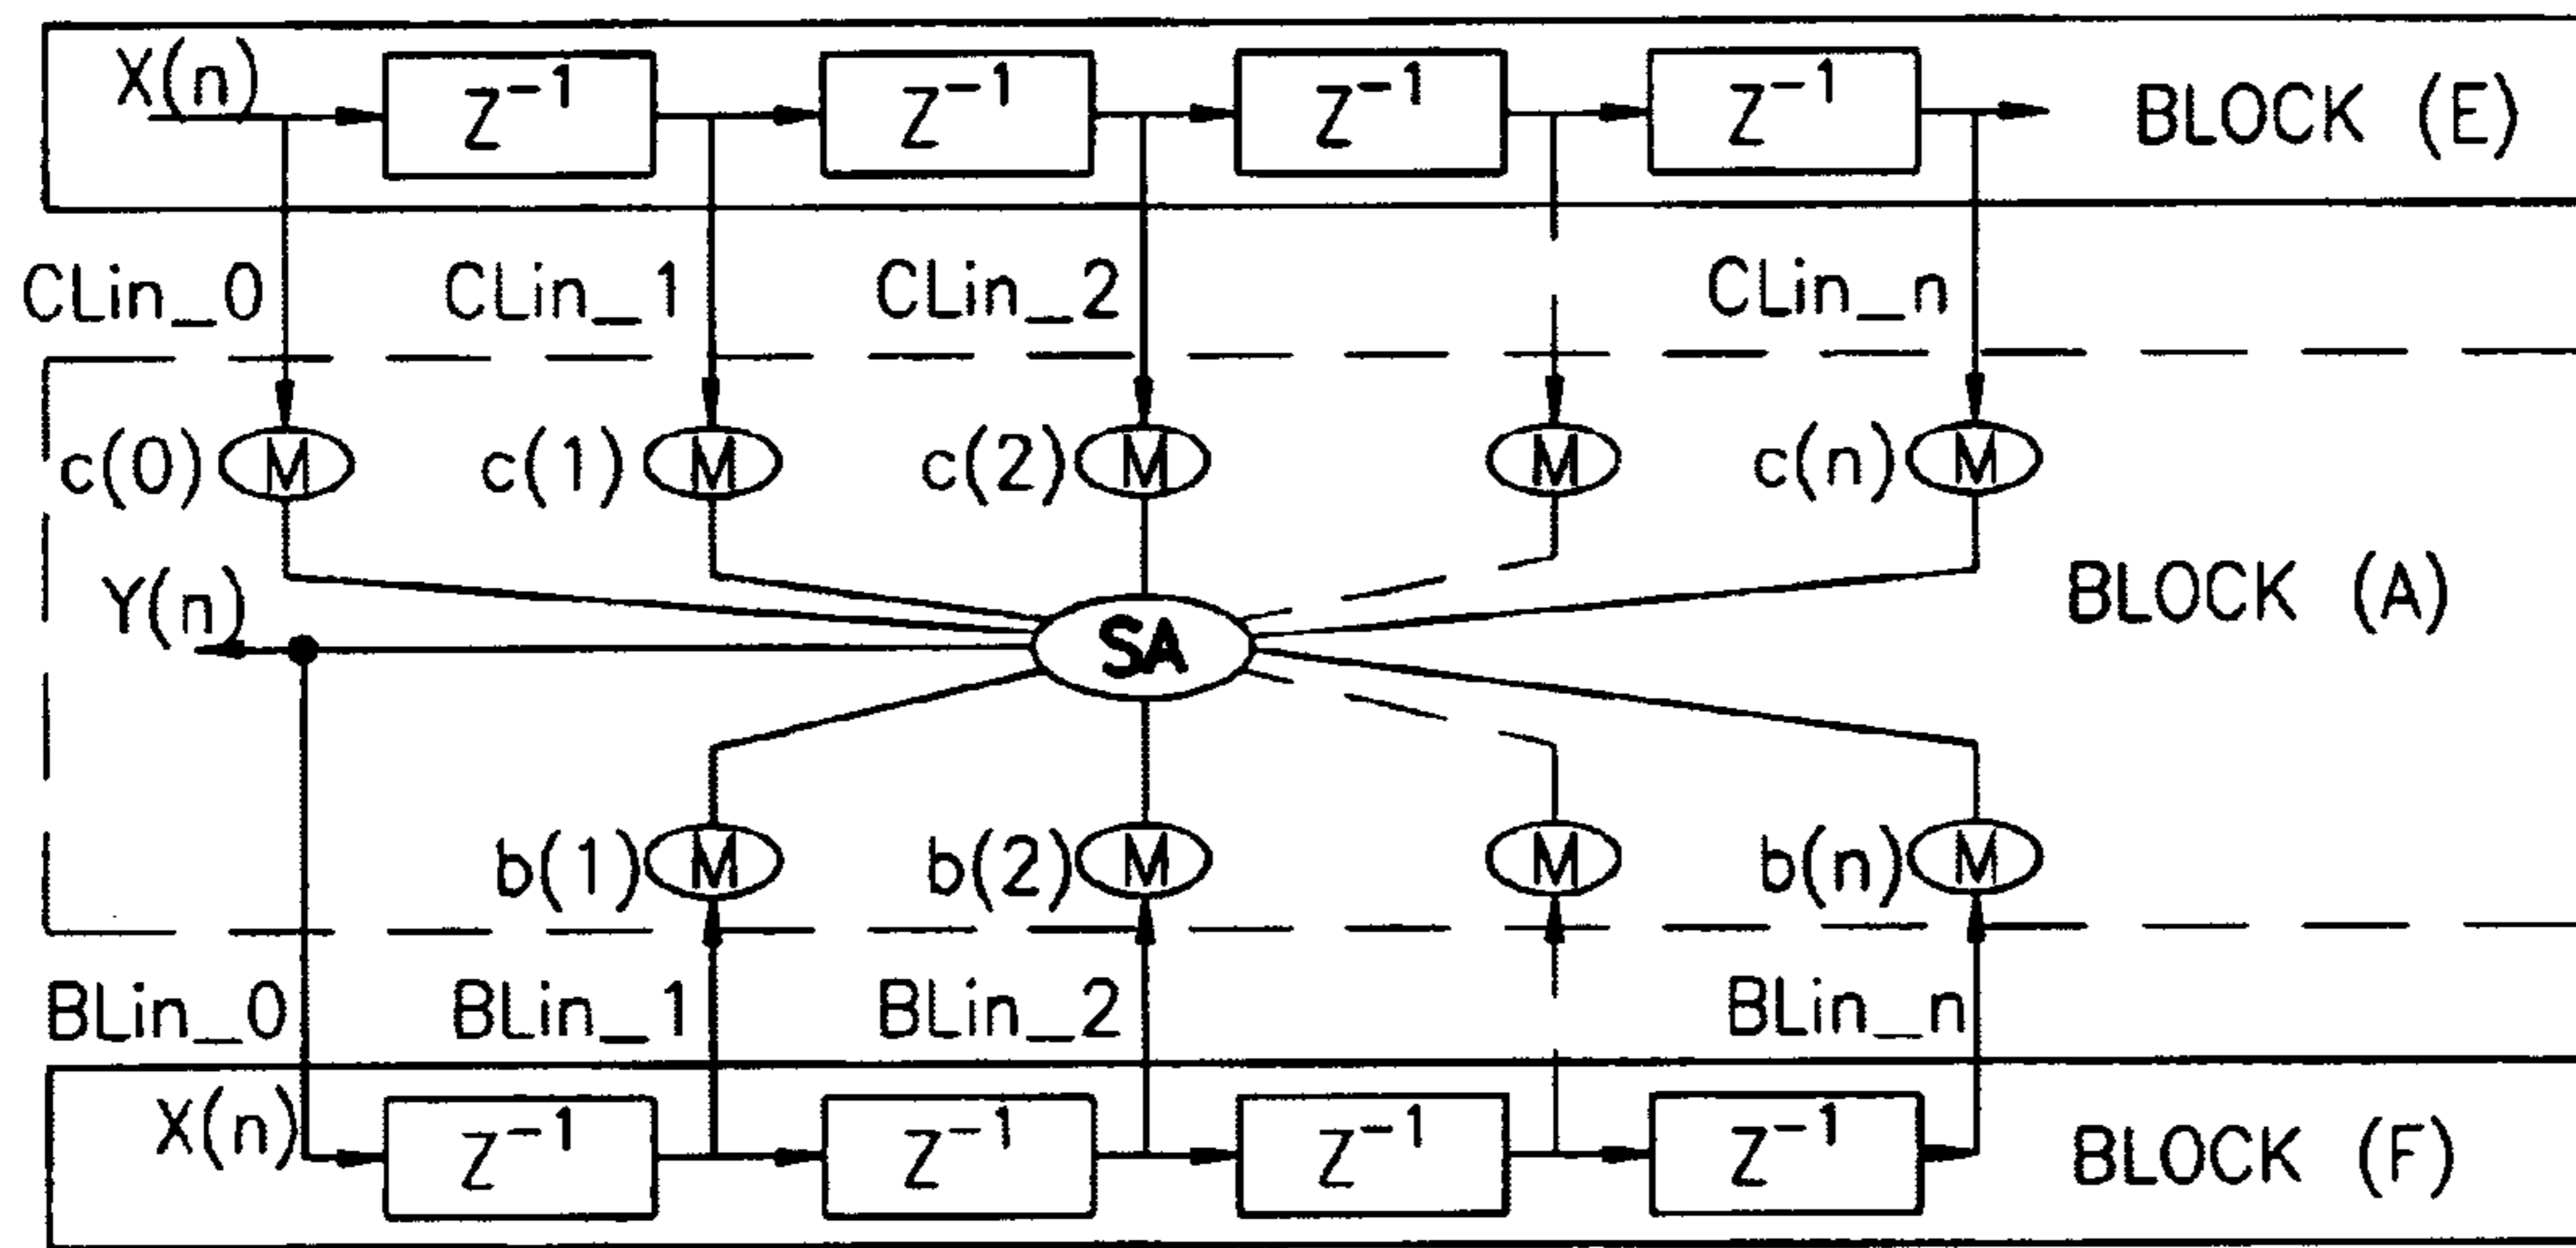 X(n) Z⁻¹ Z⁻¹ Z⁻¹ Z⁻¹ BLOCK (E)
CLin_0 CLin_1 CLin_2 CLin_n
c(0) M c(1) M c(2) M M c(n) M
Y(n) SA BLOCK (A)
b(1) M b(2) M M b(n) M
BLin_0 BLin_1 BLin_2 BLin_n
X(n) Z⁻¹ Z⁻¹ Z⁻¹ Z⁻¹ BLOCK (F)